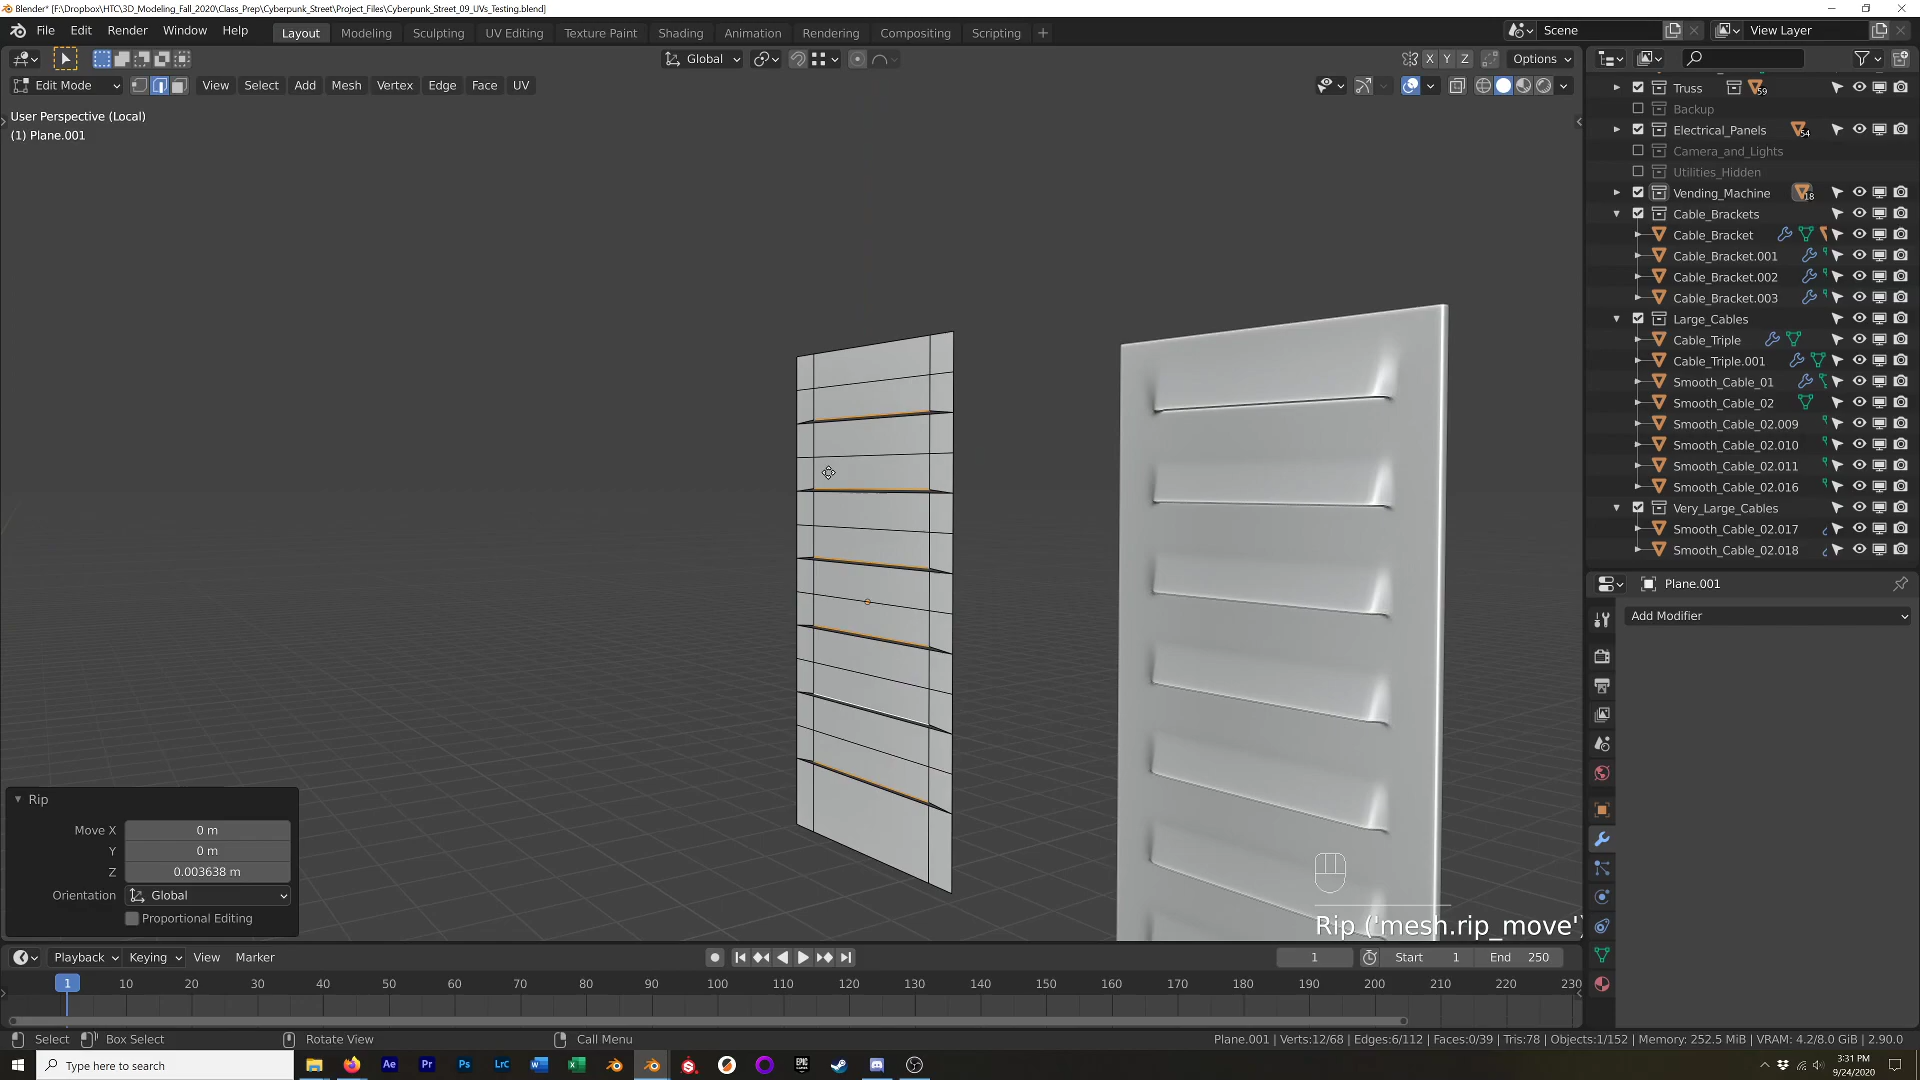 Blender* [F:\Dropbox\HTC\3D_Modeling_Fall_2020\Class_Prep\Cyberpunk_Street\Project_Files\Cyberpunk_Street_09_UVs_Testing.blend]
File Edit Render Window Help Layout Modeling Sculpting UV Editing Texture Paint Shading Animation Rendering Compositing Scripting + Scene View Layer
Global X Y Z Options
Edit Mode View Select Add Mesh Vertex Edge Face UV
User Perspective (Local)
(1) Plane.001
Truss 59
Backup
Electrical_Panels 54
Camera_and_Lights
Utilities_Hidden
Vending_Machine 18
Cable_Brackets
Cable_Bracket
Cable_Bracket.001
Cable_Bracket.002
Cable_Bracket.003
Large_Cables
Cable_Triple
Cable_Triple.001
Smooth_Cable_01
Smooth_Cable_02
Smooth_Cable_02.009
Smooth_Cable_02.010
Smooth_Cable_02.011
Smooth_Cable_02.016
Very_Large_Cables
Smooth_Cable_02.017
Smooth_Cable_02.018
Plane.001
Add Modifier
Rip
Move X 0 m
Y 0 m
Z 0.003638 m
Orientation Global
Proportional Editing
Rip ('mesh.rip_move')
Playback Keying View Marker 1 Start 1 End 250
1 10 20 30 40 50 60 70 80 90 100 110 120 130 140 150 160 170 180 190 200 210 220 230
Select Box Select Rotate View Call Menu Plane.001 | Verts:12/68 | Edges:6/112 | Faces:0/39 | Tris:78 | Objects:1/152 | Memory: 252.5 MiB | VRAM: 4.2/8.0 GiB | 2.90.0
Type here to search Ae Pr Ps Lrc 3:31 PM
9/24/2020